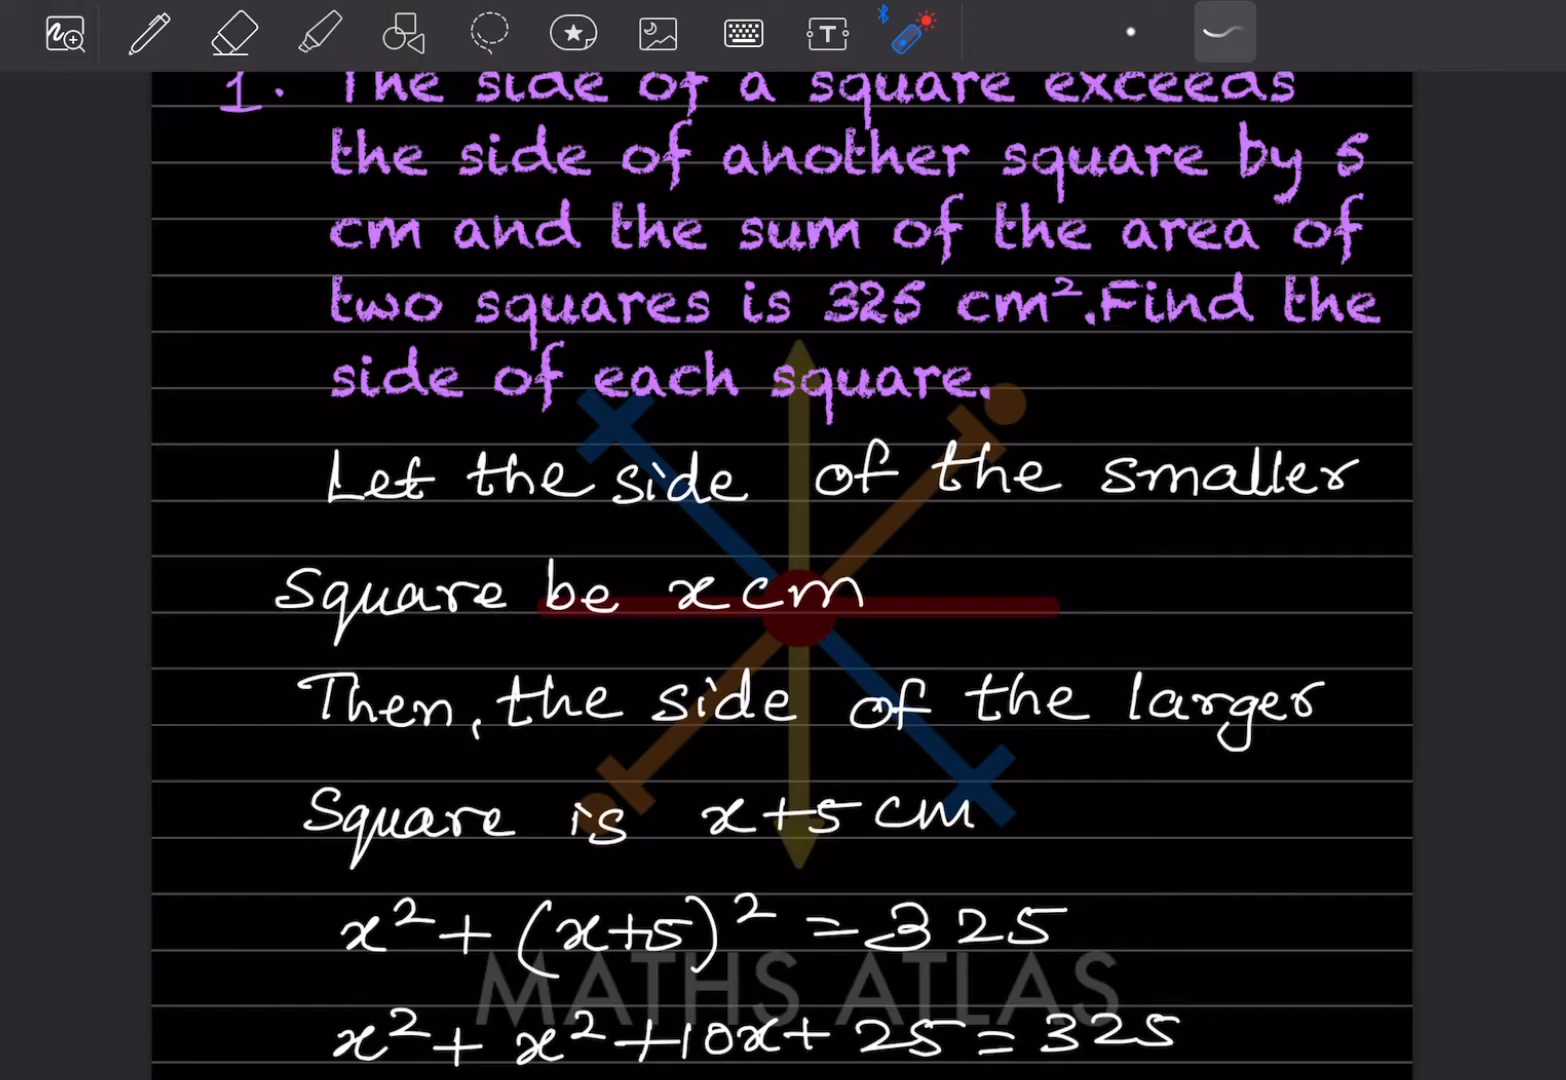 1. The side of a square exceeds
the side of another square by 5
cm and the sum of the area of
two squares is 325 cm².Find the
side of each square.
Let the side of the smaller
Square be x cm
Then, the side of the larger
Square is x+5 cm
x² + (x+5)² = 325
MATHS ATLAS
x² + x² + 10x + 25 = 325